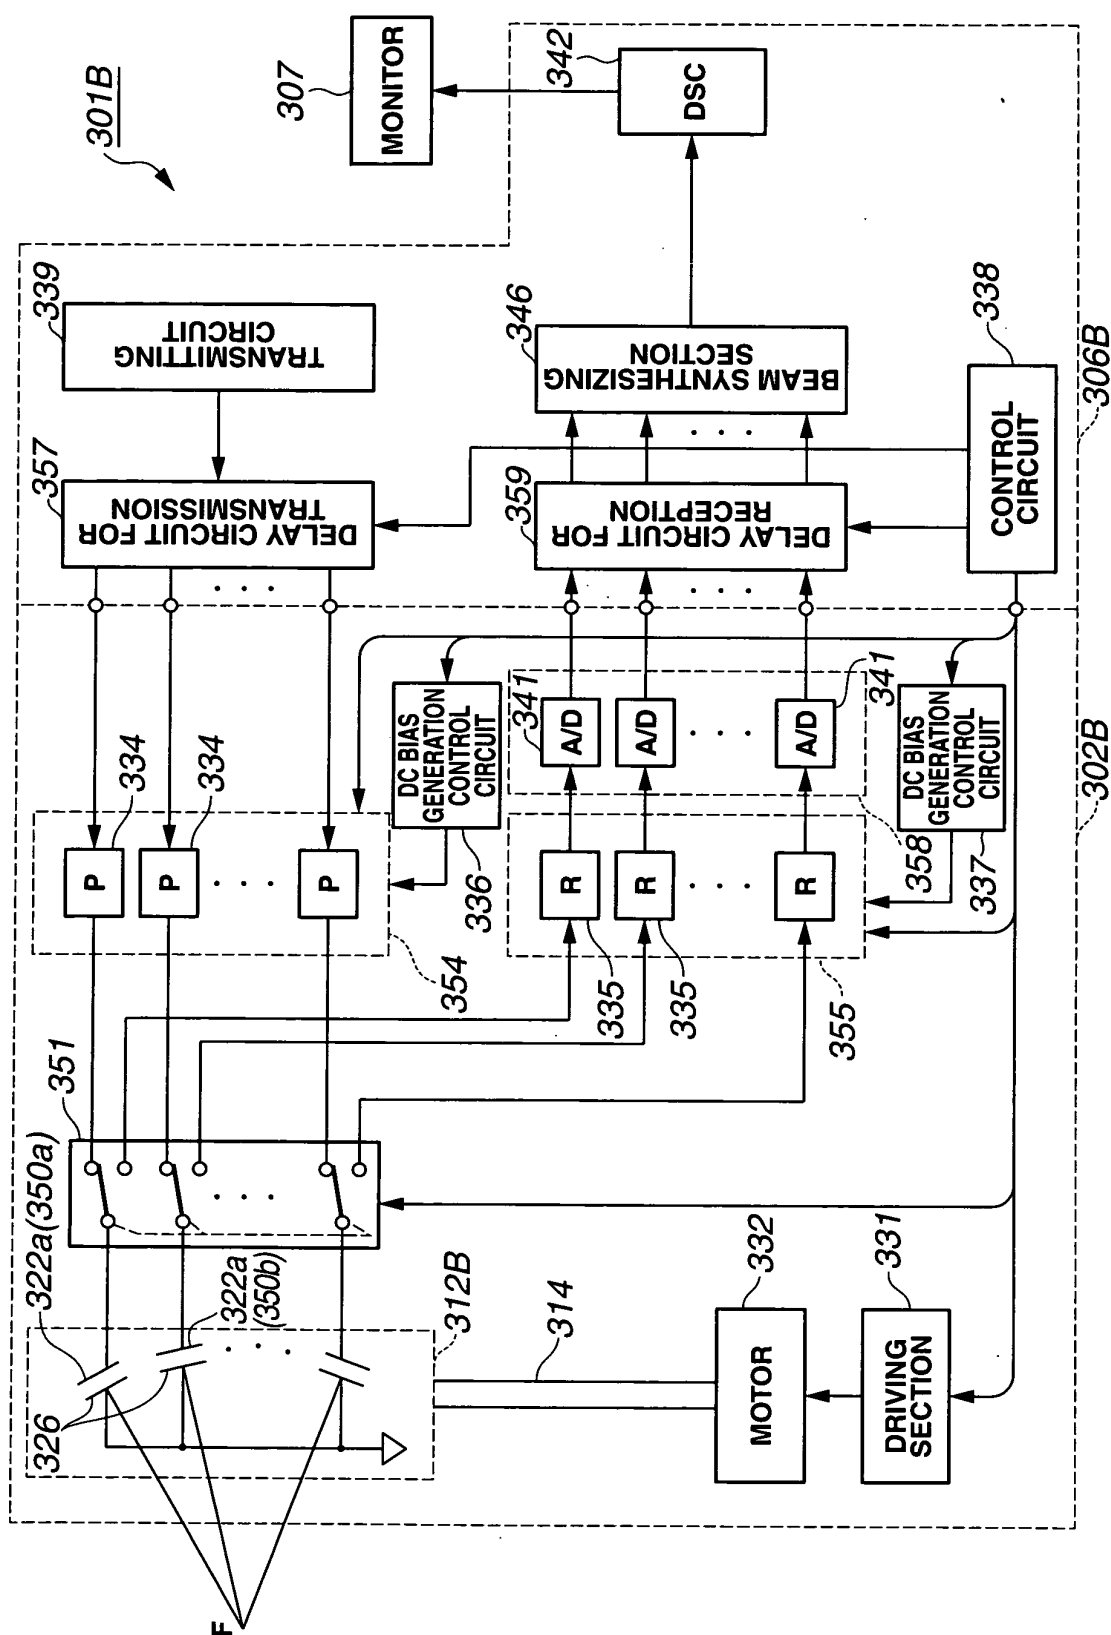 301B
307
MONITOR
342
DSC
339
TRANSMITTING
CIRCUIT
357
DELAY CIRCUIT FOR
TRANSMISSION
346
BEAM SYNTHESIZING
SECTION
359
DELAY CIRCUIT FOR
RECEPTION
338
CONTROL
CIRCUIT
306B
P
334
P
334
P
354
DC BIAS
GENERATION
CONTROL
CIRCUIT
336
341
A/D
A/D
A/D
341
358
R
R
R
335
335
355
DC BIAS
GENERATION
CONTROL
CIRCUIT
337
302B
351
322a(350a)
322a
(350b)
326
312B
314
332
MOTOR
331
DRIVING
SECTION
F